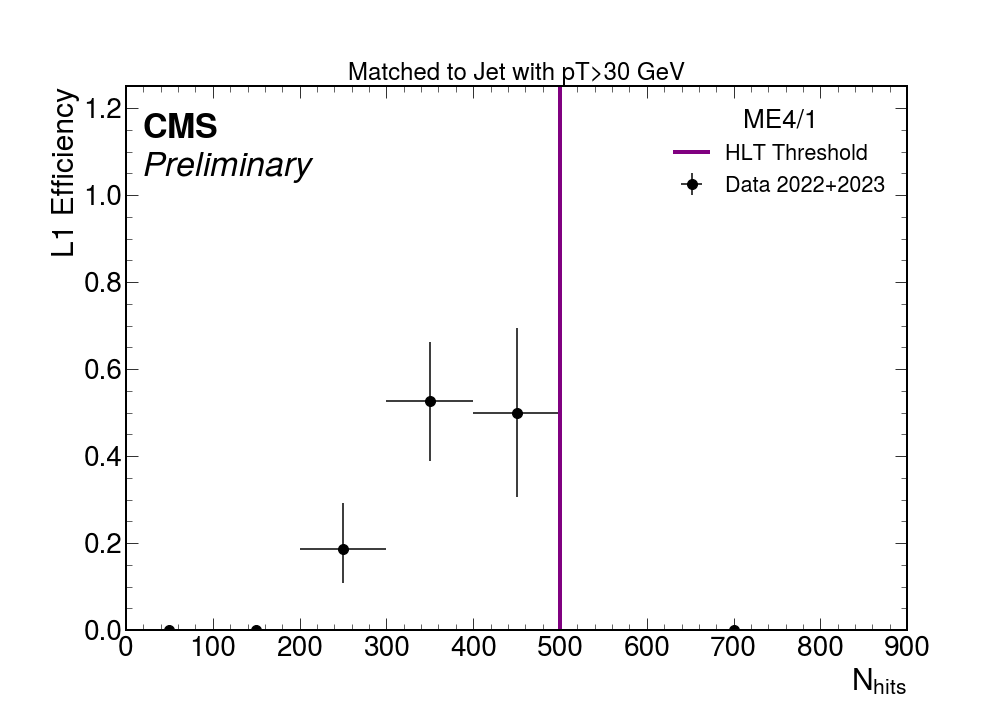 Matched to Jet with pT>30 GeV
CMS
Preliminary
ME4/1
HLT Threshold
Data 2022+2023
L1 Efficiency
1.2
1.0
0.8
0.6
0.4
0.2
0.0
0 100 200 300 400 500 600 700 800 900
Nhits